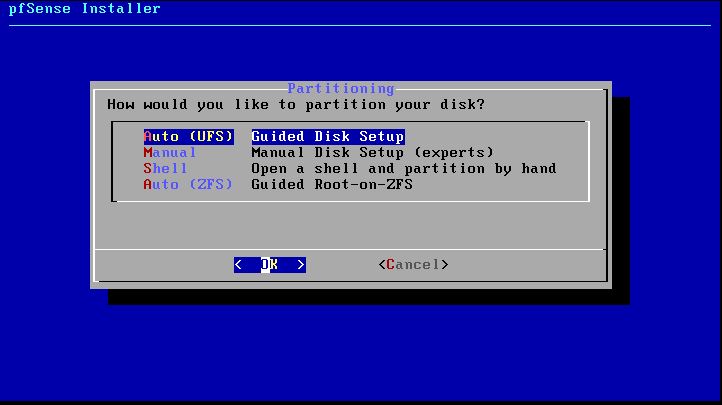 pfSense Installer
Partitioning
How would you like to partition your disk?
Auto (UFS) Guided Disk Setup
Manual Manual Disk Setup (experts)
Shell Open a shell and partition by hand
Auto (ZFS) Guided Root-on-ZFS
< OK > <Cancel>